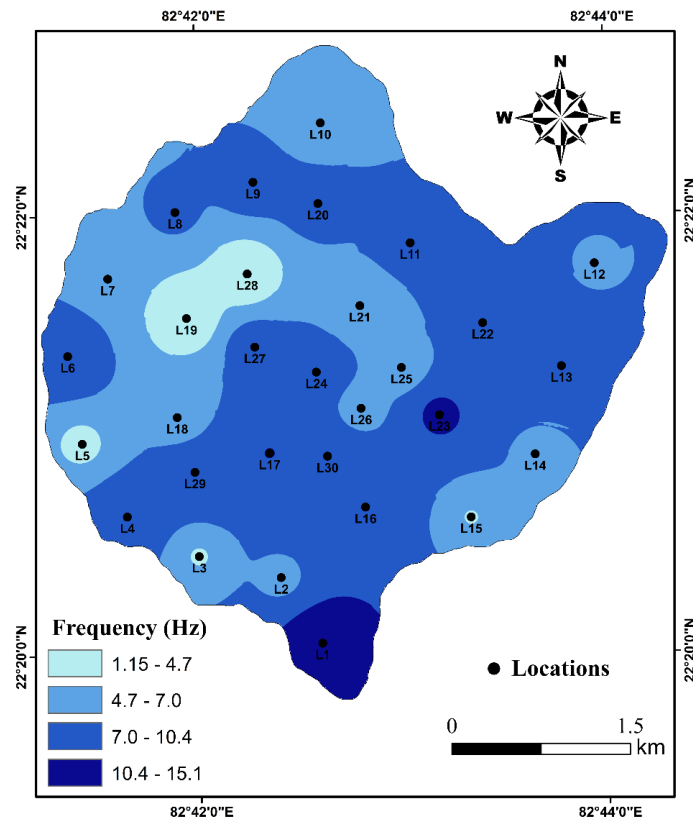 82°42'0"E
82°44'0"E
N
W
E
S
22°22'0"N
22°22'0"N
L10
L9
L8
L20
L11
L12
L7
L28
L19
L21
L22
L27
L6
L24
L25
L13
L26
L23
L18
L5
L17
L30
L14
L29
L16
L4
L15
L3
L2
L1
Frequency (Hz)
1.15 - 4.7
4.7 - 7.0
7.0 - 10.4
10.4 - 15.1
22°20'0"N
22°20'0"N
Locations
0
1.5
km
82°42'0"E
82°44'0"E